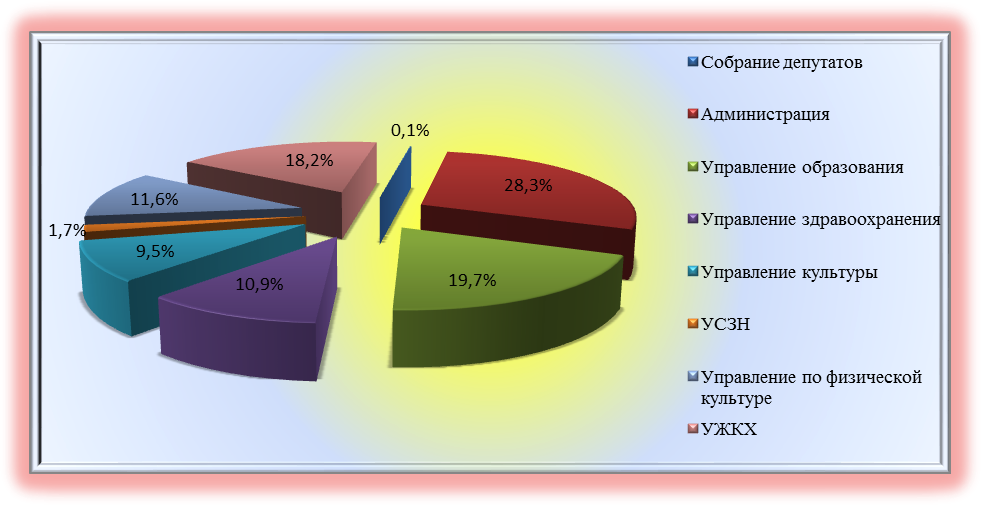 0,1%
28,3%
18,2%
11,6%
1,7%
9,5%
10,9%
19,7%
Собрание депутатов
Администрация
Управление образования
Управление здравоохранения
Управление культуры
УСЗН
Управление по физической
культуре
УЖКХ